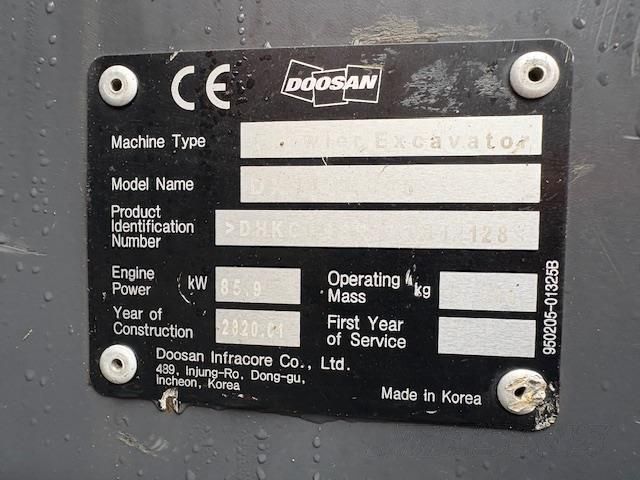 CE DOOSAN
Machine Type Crawler Excavator
Model Name
Product
Identification
Number
Engine
Power kW 85.9
Operating
Mass kg
Year of
Construction 2020.01
First Year
of Service
Doosan Infracore Co., Ltd.
489, Injung-Ro, Dong-gu,
Incheon, Korea
Made in Korea
950205-01325B